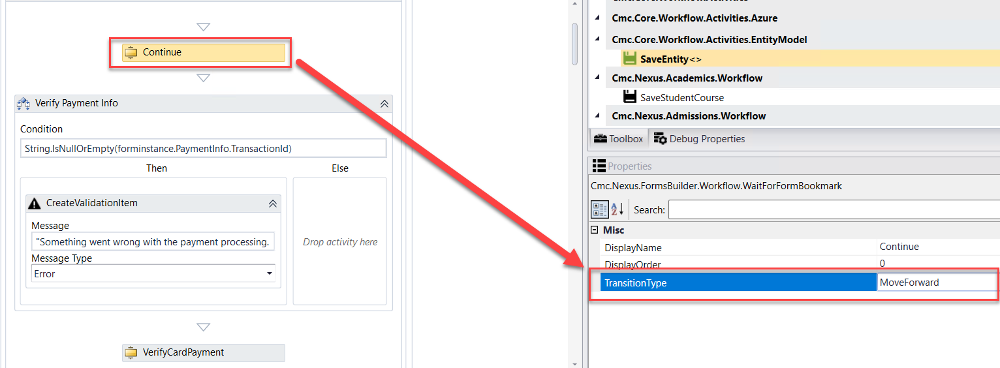 Continue
Verify Payment Info
Condition
String.IsNullOrEmpty(forminstance.PaymentInfo.TransactionId)
Then
Else
CreateValidationItem
Message
"Something went wrong with the payment processing.
Message Type
Error
Drop activity here
VerifyCardPayment
Cmc.Core.Workflow.Activities.Azure
Cmc.Core.Workflow.Activities.EntityModel
SaveEntity<>
Cmc.Nexus.Academics.Workflow
SaveStudentCourse
Cmc.Nexus.Admissions.Workflow
Toolbox
Debug Properties
Properties
Cmc.Nexus.FormsBuilder.Workflow.WaitForFormBookmark
Search:
Misc
DisplayName Continue
DisplayOrder 0
TransitionType MoveForward